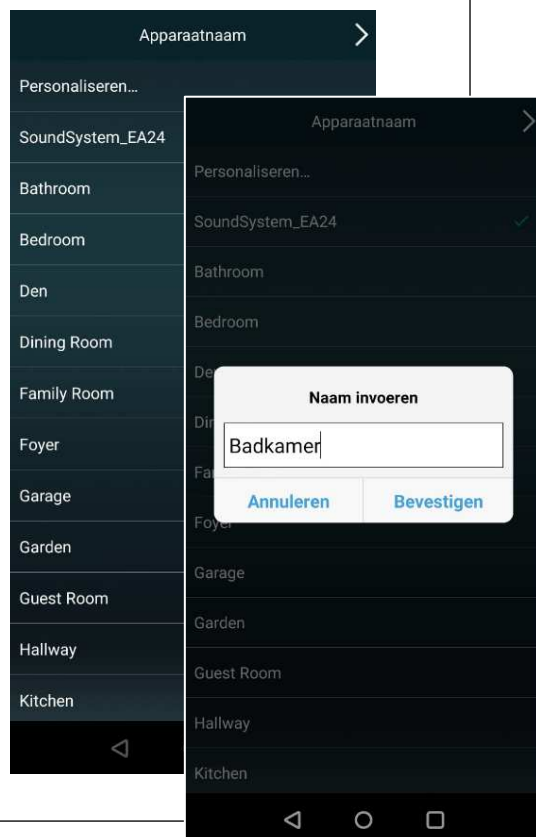 Apparaatnaam
Personaliseren...
SoundSystem_EA24
Bathroom
Bedroom
Den
Dining Room
Family Room
Foyer
Garage
Garden
Guest Room
Hallway
Kitchen
Apparaatnaam
Personaliseren...
SoundSystem_EA24
Bathroom
Bedroom
Naam invoeren
Badkamer
Annuleren
Bevestigen
Foyer
Garage
Garden
Guest Room
Hallway
Kitchen